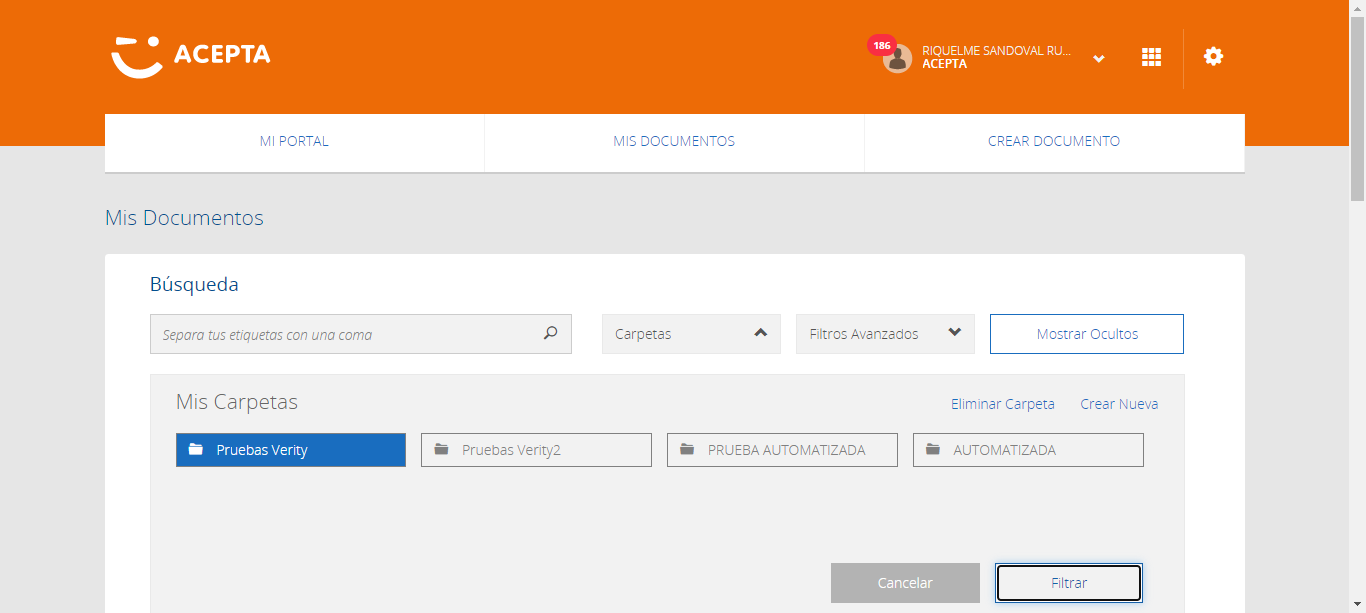 ACEPTA
186
RIQUELME SANDOVAL RU...
ACEPTA
MI PORTAL
MIS DOCUMENTOS
CREAR DOCUMENTO
Mis Documentos
Búsqueda
Separa tus etiquetas con una coma
Carpetas
Filtros Avanzados
Mostrar Ocultos
Mis Carpetas
Eliminar Carpeta
Crear Nueva
Pruebas Verity
Pruebas Verity2
PRUEBA AUTOMATIZADA
AUTOMATIZADA
Cancelar
Filtrar